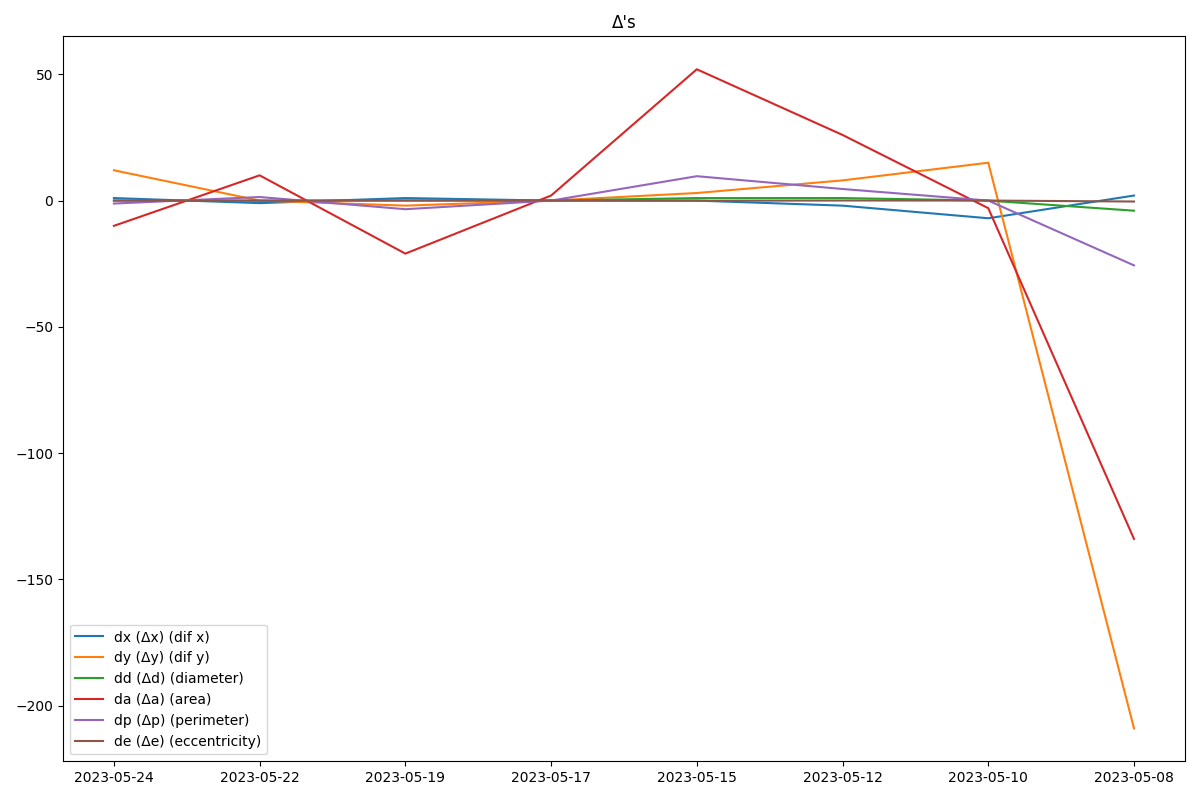 Δ's
50
0
−50
−100
−150
−200
dx (Δx) (dif x)
dy (Δy) (dif y)
dd (Δd) (diameter)
da (Δa) (area)
dp (Δp) (perimeter)
de (Δe) (eccentricity)
2023-05-24 2023-05-22 2023-05-19 2023-05-17 2023-05-15 2023-05-12 2023-05-10 2023-05-08